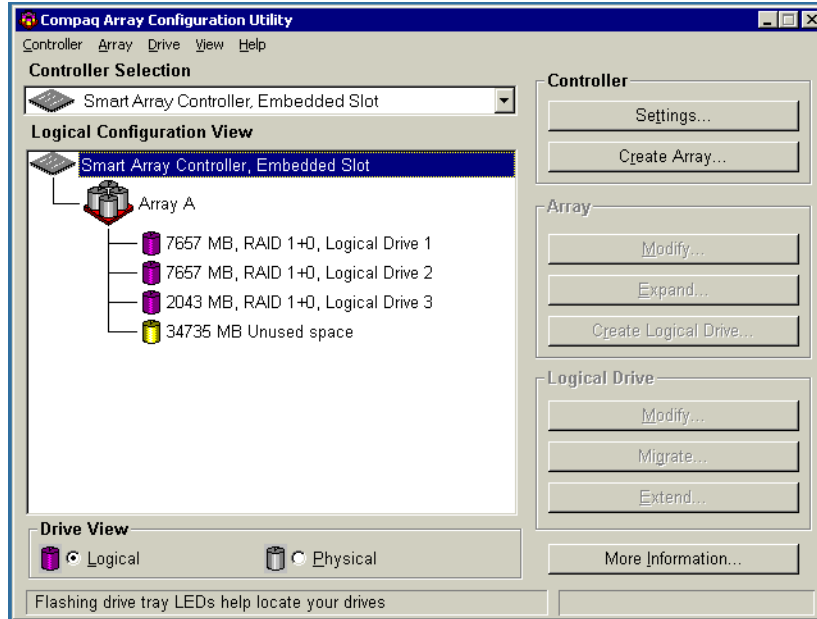 Compaq Array Configuration Utility
Controller Array Drive View Help
Controller Selection
Smart Array Controller, Embedded Slot
Logical Configuration View
Smart Array Controller, Embedded Slot
Array A
7657 MB, RAID 1+0, Logical Drive 1
7657 MB, RAID 1+0, Logical Drive 2
2043 MB, RAID 1+0, Logical Drive 3
34735 MB Unused space
Drive View
Logical
Physical
Controller
Settings...
Create Array...
Array
Modify...
Expand...
Create Logical Drive...
Logical Drive
Modify...
Migrate...
Extend...
More Information...
Flashing drive tray LEDs help locate your drives